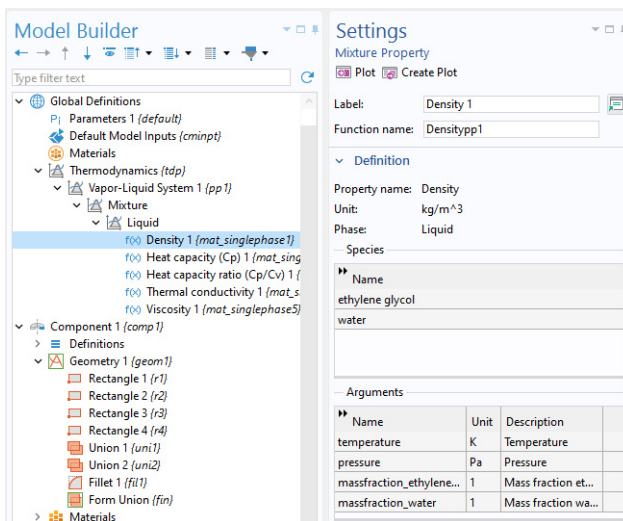 Model Builder
Type filter text
Global Definitions
Pi Parameters 1 {default}
Default Model Inputs {cminpt}
Materials
Thermodynamics {tdp}
Vapor-Liquid System 1 {pp1}
Mixture
Liquid
f(x) Density 1 {mat_singlephase1}
f(x) Heat capacity (Cp) 1 {mat_sing
f(x) Heat capacity ratio (Cp/Cv) 1 {
f(x) Thermal conductivity 1 {mat_s
f(x) Viscosity 1 {mat_singlephase5}
Component 1 {comp1}
Definitions
Geometry 1 {geom1}
Rectangle 1 {r1}
Rectangle 2 {r2}
Rectangle 3 {r3}
Rectangle 4 {r4}
Union 1 {uni1}
Union 2 {uni2}
Fillet 1 {fil1}
Form Union {fin}
Materials
Settings
Mixture Property
Plot Create Plot
Label: Density 1
Function name: Densitypp1
Definition
Property name: Density
Unit: kg/m^3
Phase: Liquid
Species
Name
ethylene glycol
water
Arguments
Name Unit Description
temperature K Temperature
pressure Pa Pressure
massfraction_ethylene... 1 Mass fraction et...
massfraction_water 1 Mass fraction wa...